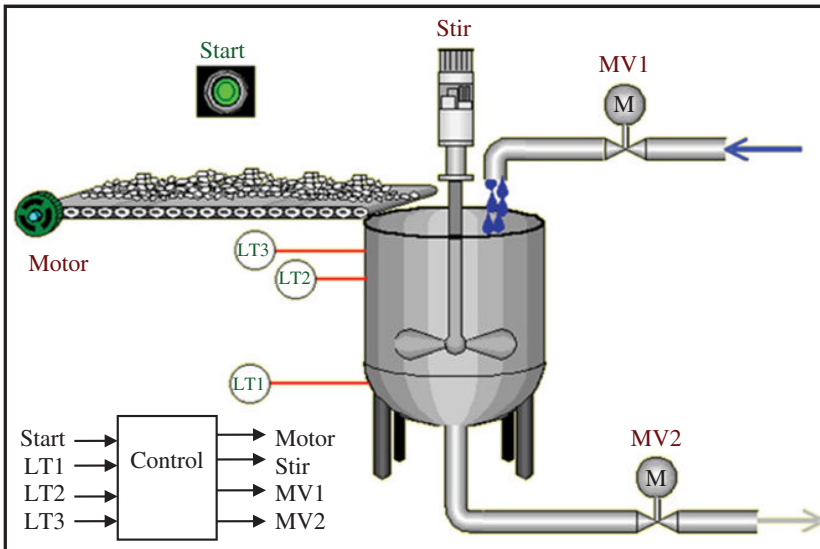 Stir
Start
MV1
M
LT3
LT2
Motor
LT1
Start
LT1
LT2
LT3
Control
Motor
Stir
MV1
MV2
MV2
M